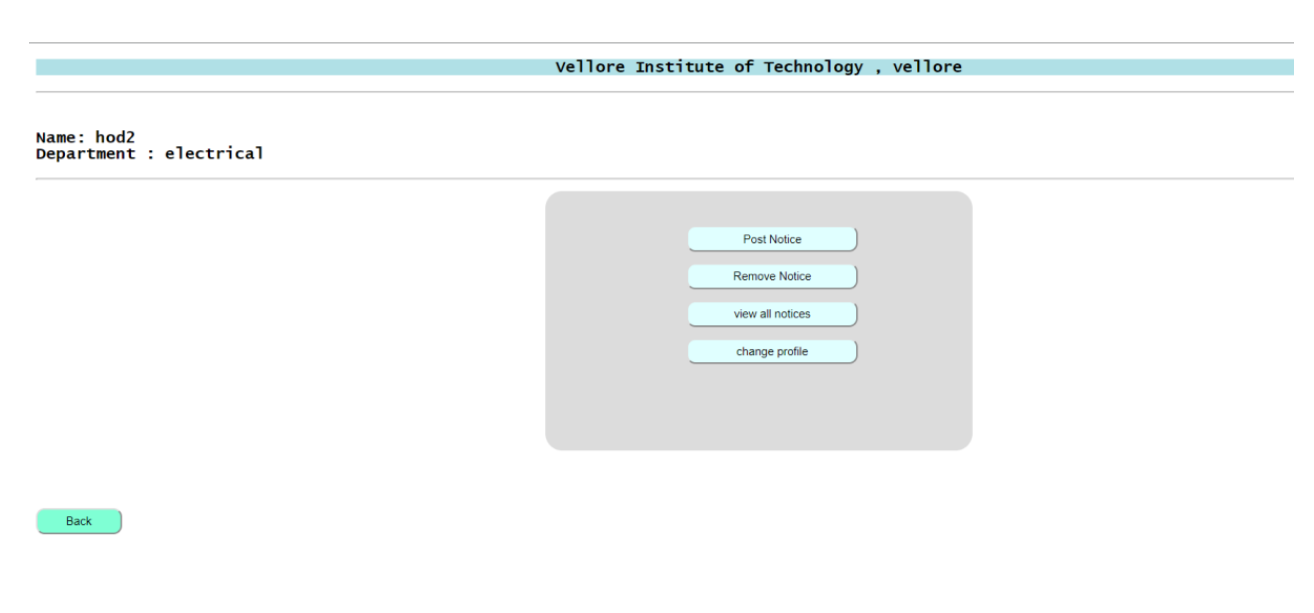 Vellore Institute of Technology , vellore
Name: hod2
Department : electrical
Post Notice
Remove Notice
view all notices
change profile
Back